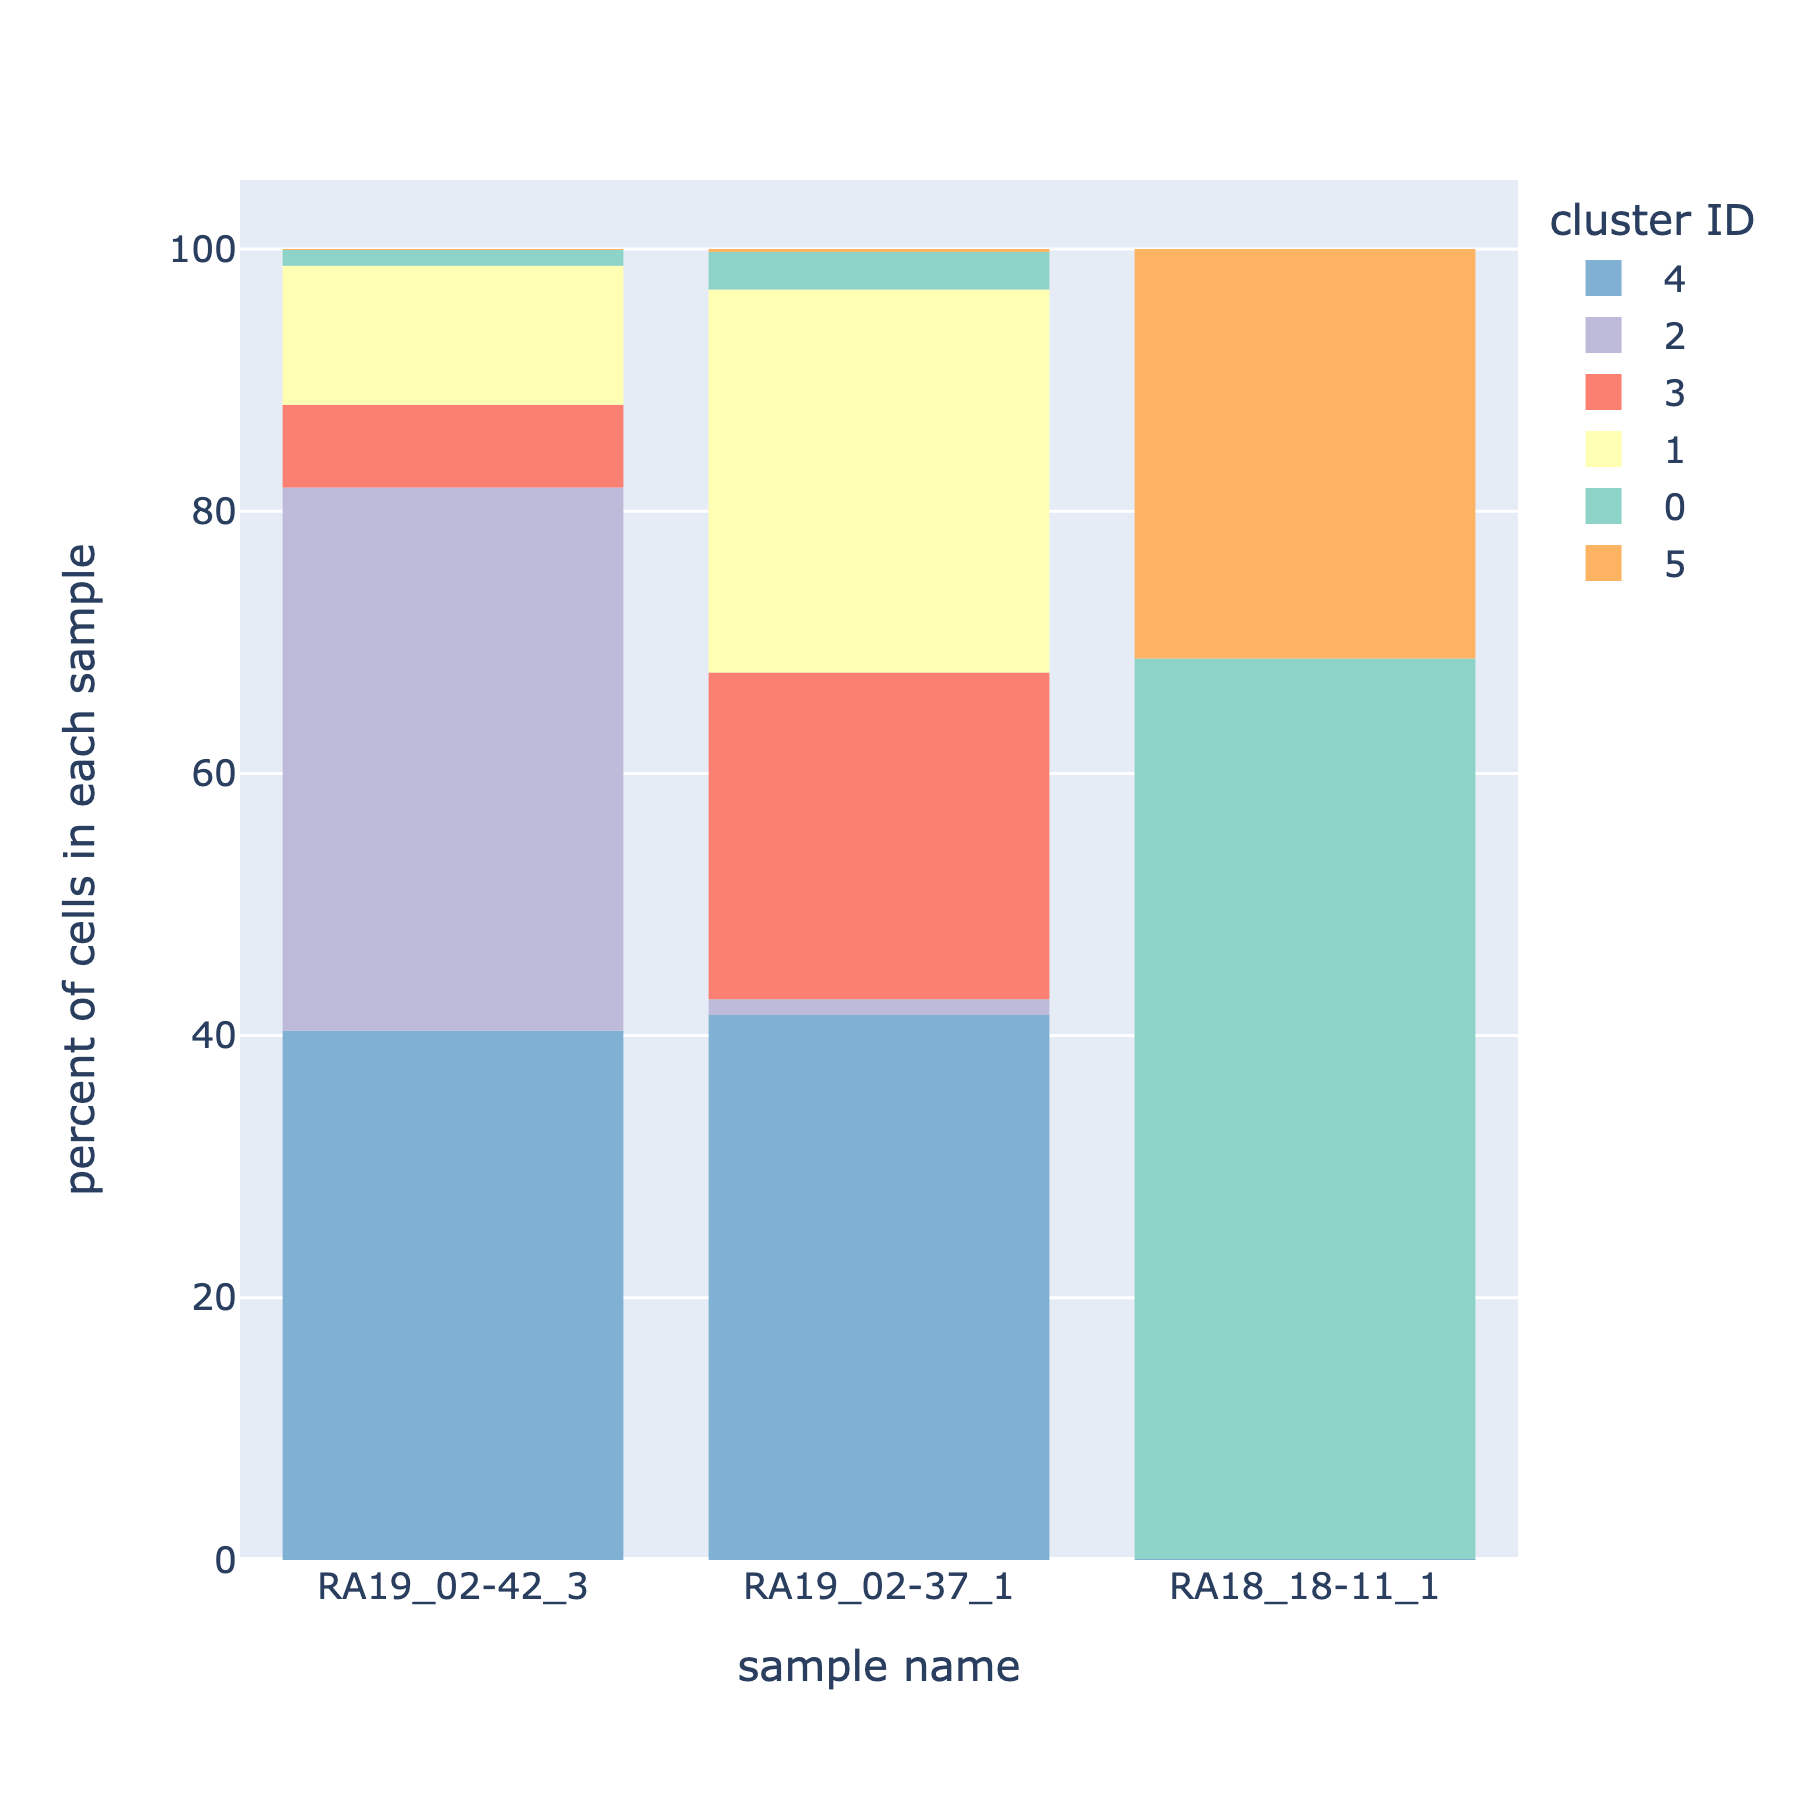 cluster ID
4
2
3
1
0
5
100
80
60
40
20
0
percent of cells in each sample
RA19_02-42_3
RA19_02-37_1
RA18_18-11_1
sample name